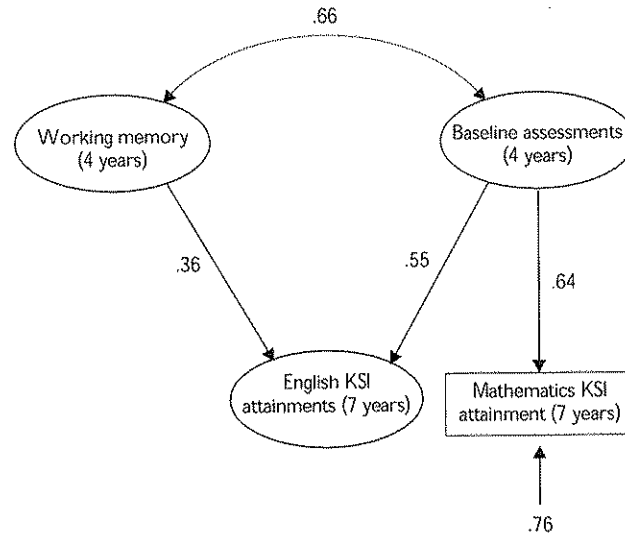 .66
Working memory
(4 years)
Baseline assessments
(4 years)
.36
.55
.64
English KSI
attainments (7 years)
Mathematics KSI
attainment (7 years)
.76